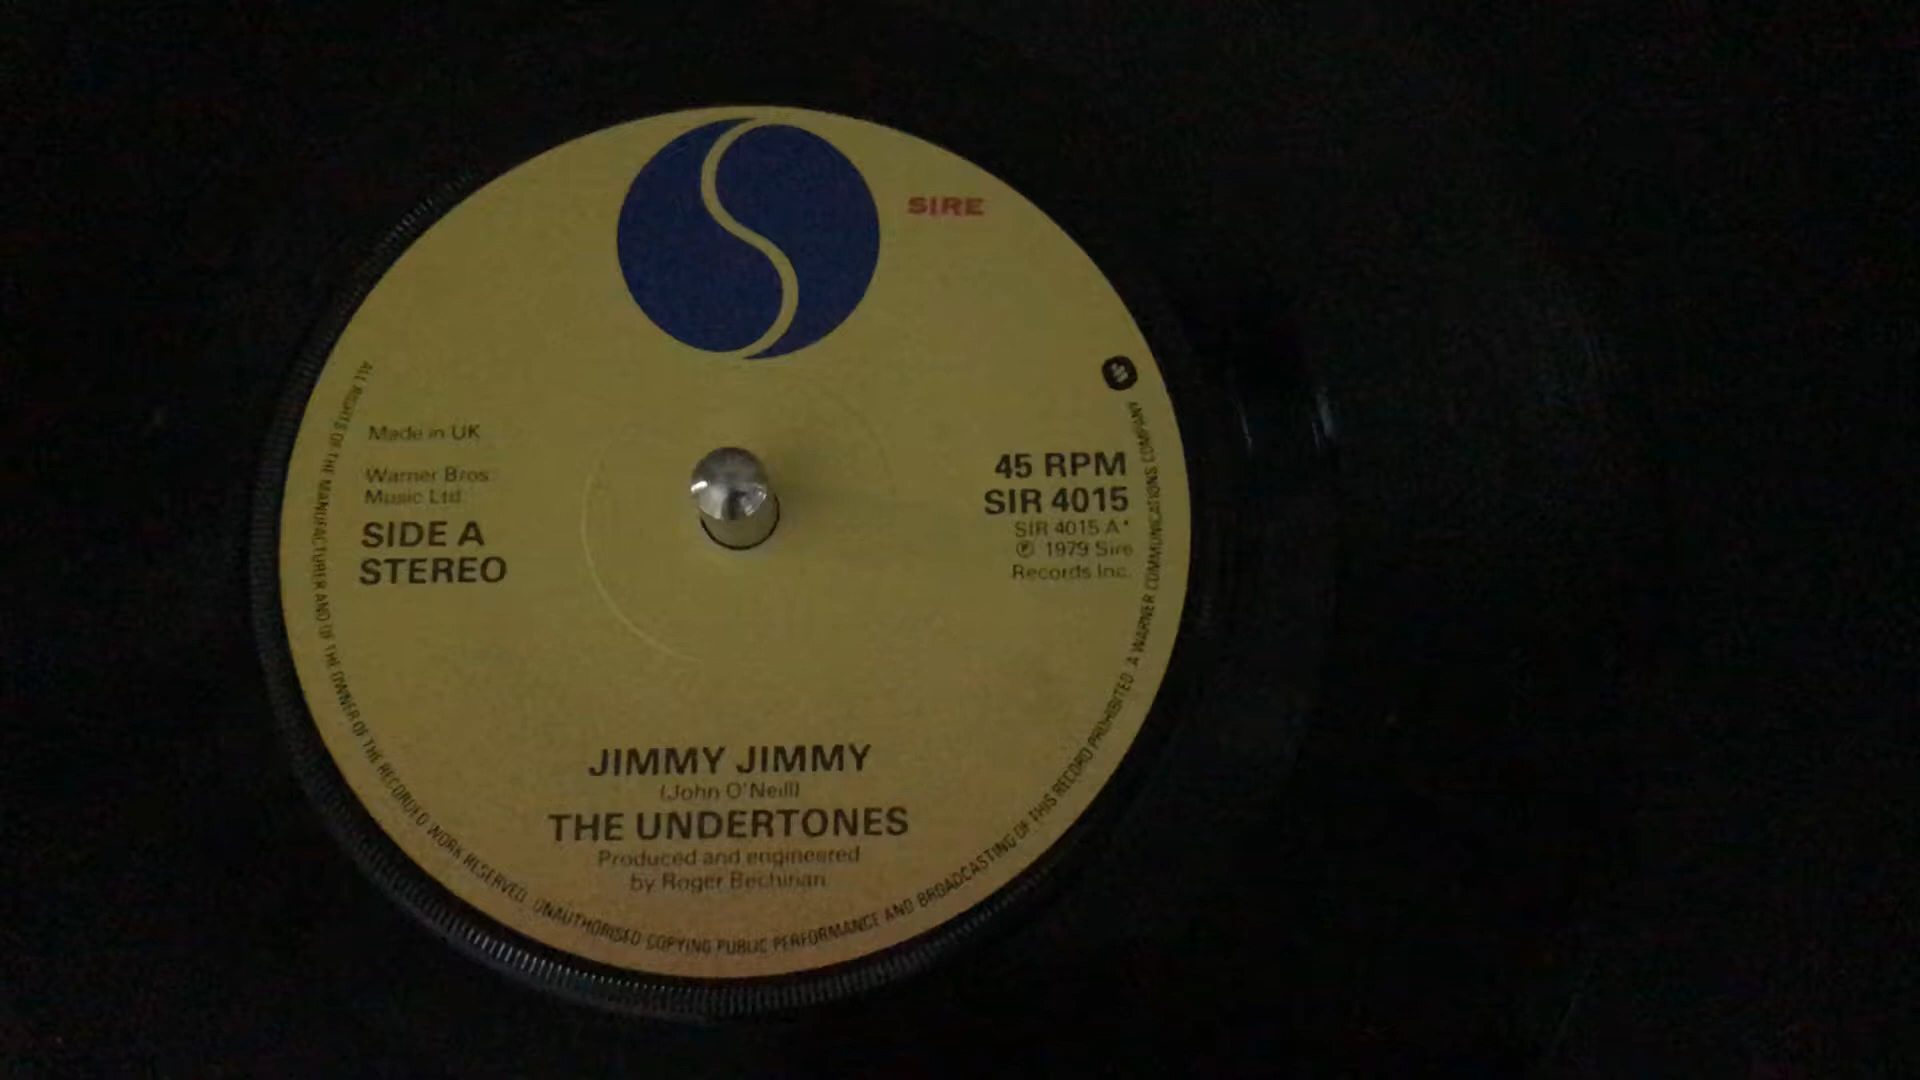 SIRE
Made in UK
Warner Bros.
Music Ltd
SIDE A
STEREO
45 RPM
SIR 4015
SIR 4015 A*
℗ 1979 Sire
Records Inc.
JIMMY JIMMY
(John O'Neill)
THE UNDERTONES
Produced and engineered
by Roger Bechirian
ALL RIGHTS OF THE MANUFACTURER AND OF THE OWNER OF THE RECORDED WORK RESERVED. UNAUTHORISED COPYING PUBLIC PERFORMANCE AND BROADCASTING OF THIS RECORD PROHIBITED. A WARNER COMMUNICATIONS COMPANY